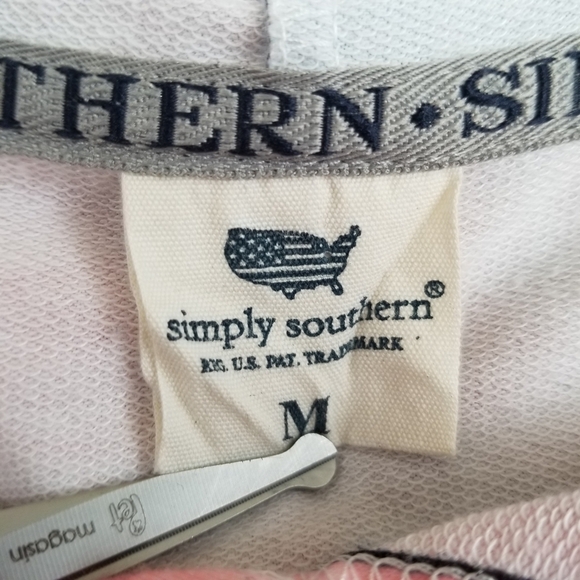 THERN • SI
simply southern®
REG. U.S. PAT. TRADEMARK
M
magasin